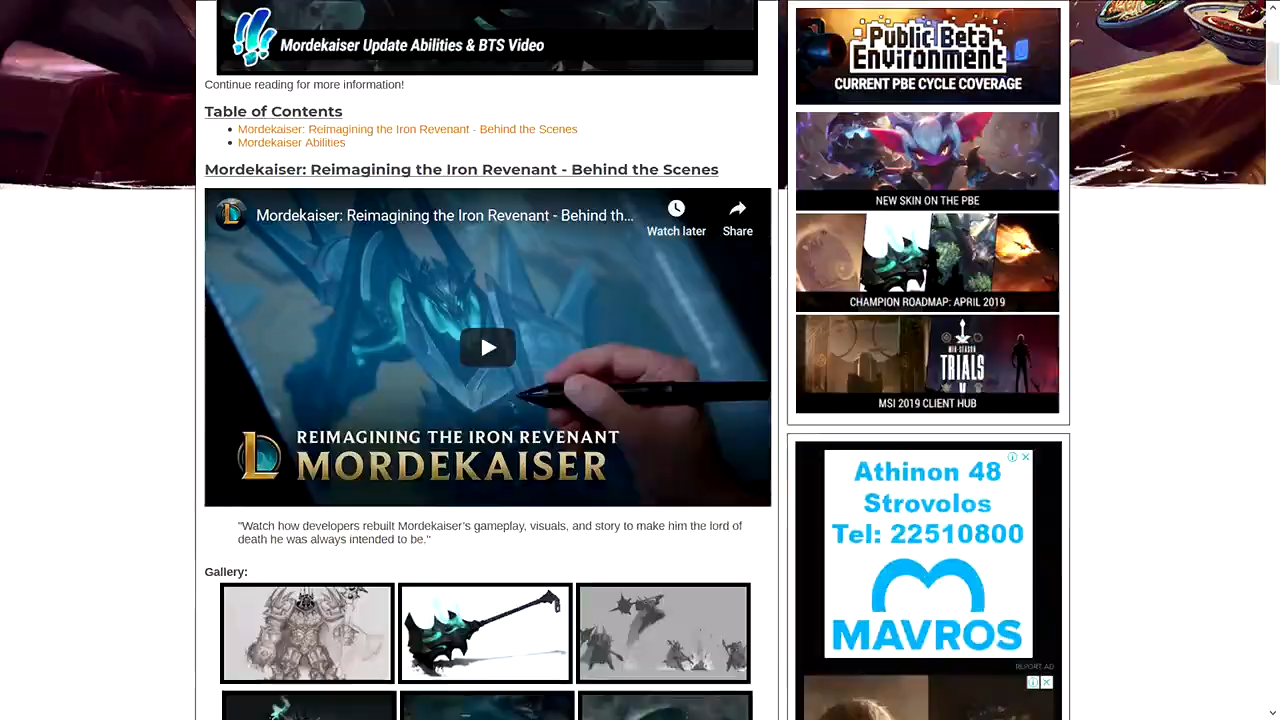 Mordekaiser Update Abilities & BTS Video
Continue reading for more information!
Table of Contents
Mordekaiser: Reimagining the Iron Revenant - Behind the Scenes
Mordekaiser Abilities
Mordekaiser: Reimagining the Iron Revenant - Behind the Scenes
Mordekaiser: Reimagining the Iron Revenant - Behind th...
Watch later
Share
REIMAGINING THE IRON REVENANT
MORDEKAISER
"Watch how developers rebuilt Mordekaiser's gameplay, visuals, and story to make him the lord of
death he was always intended to be."
Gallery:
Public Beta
Environment
CURRENT PBE CYCLE COVERAGE
NEW SKIN ON THE PBE
CHAMPION ROADMAP: APRIL 2019
MID-SEASON
TRIALS
MSI 2019 CLIENT HUB
Athinon 48
Strovolos
Tel: 22510800
MAVROS
REPORT AD